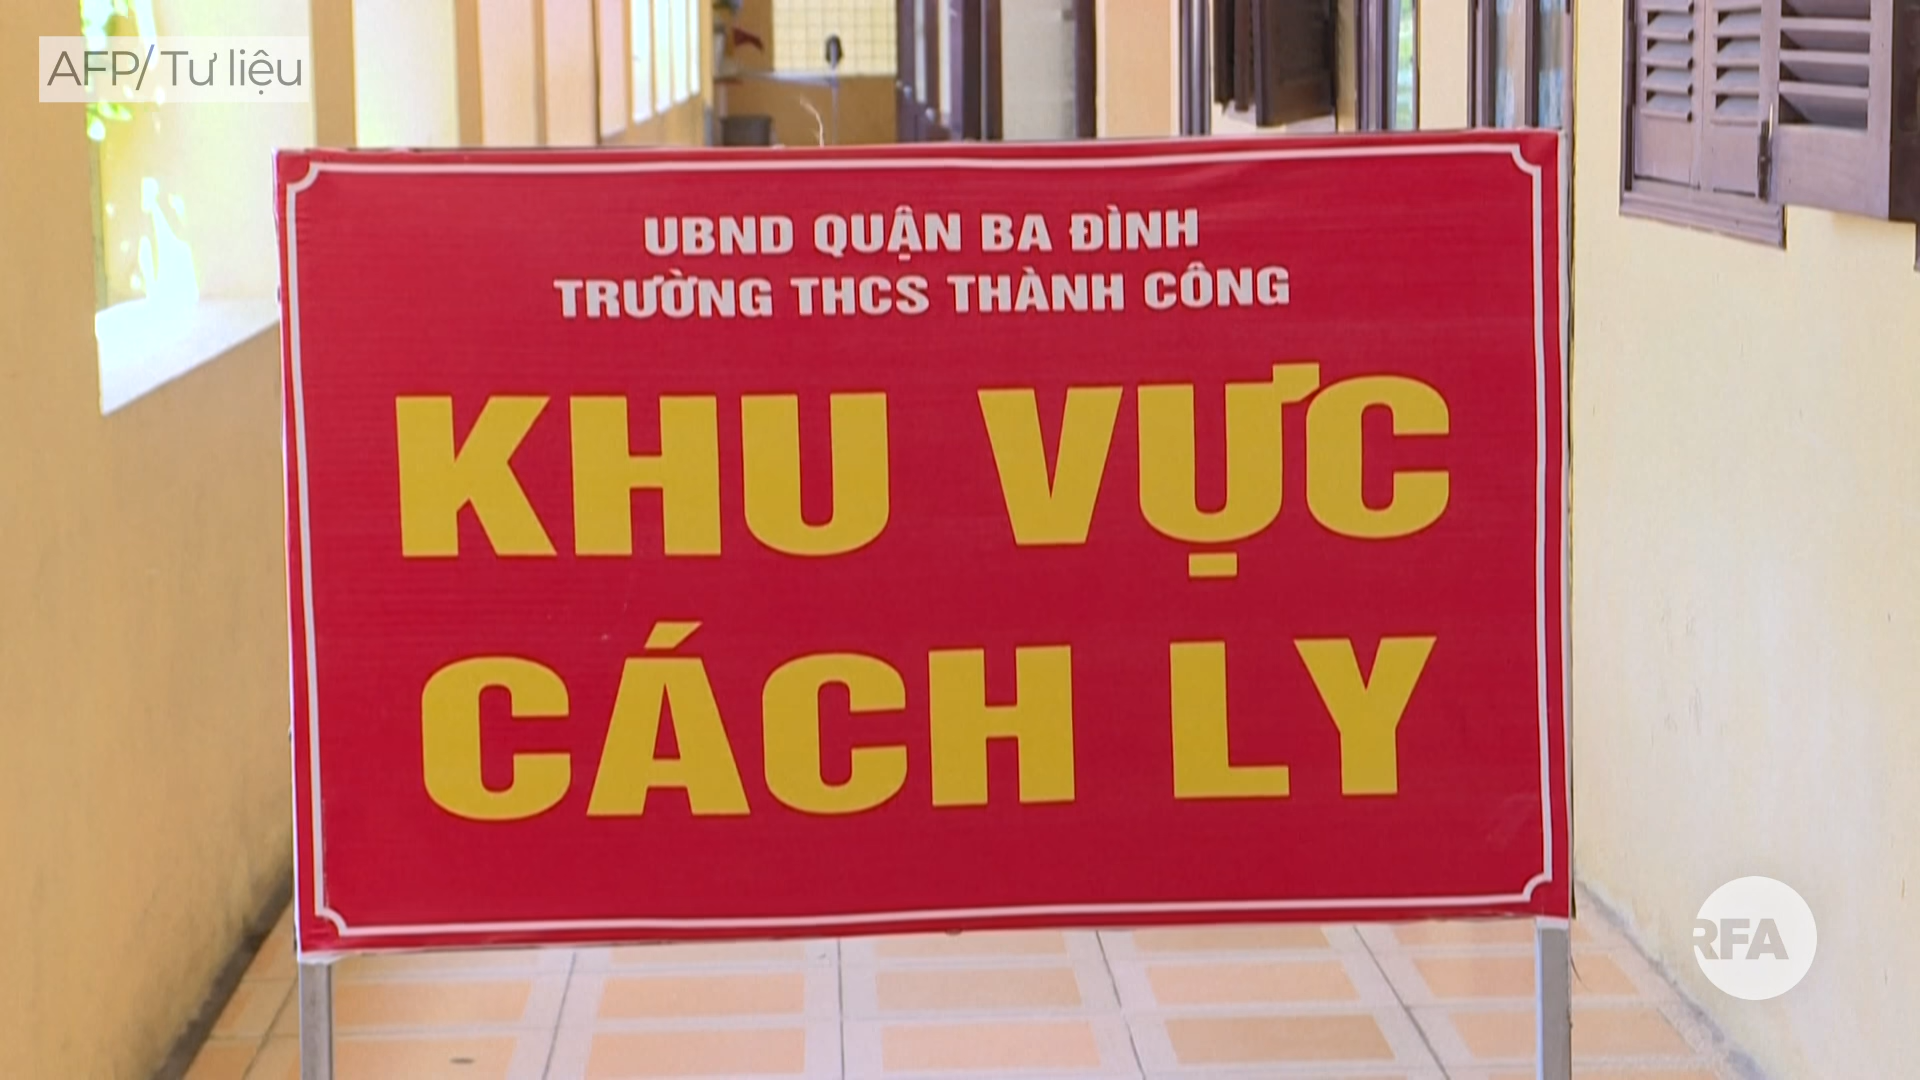 AFP/ Tư liệu
UBND QUẬN BA ĐÌNH
TRƯỜNG THCS THÀNH CÔNG
KHU VỰC
CÁCH LY
RFA